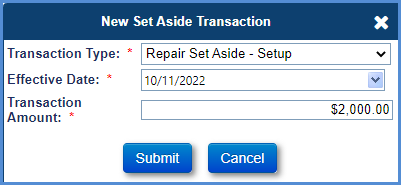 New Set Aside Transaction
Transaction Type: * Repair Set Aside - Setup
Effective Date: * 10/11/2022
Transaction
Amount: * $2,000.00
Submit Cancel